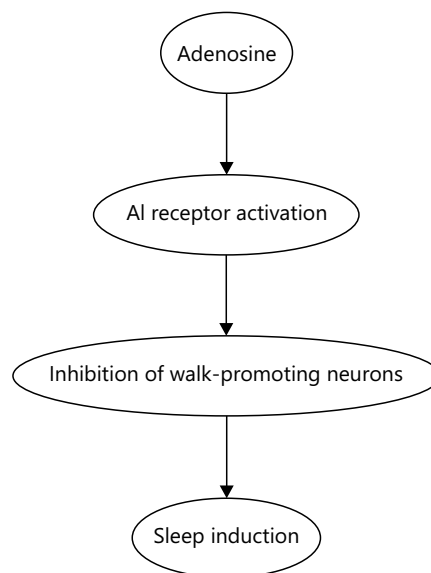 Adenosine
Al receptor activation
Inhibition of walk-promoting neurons
Sleep induction